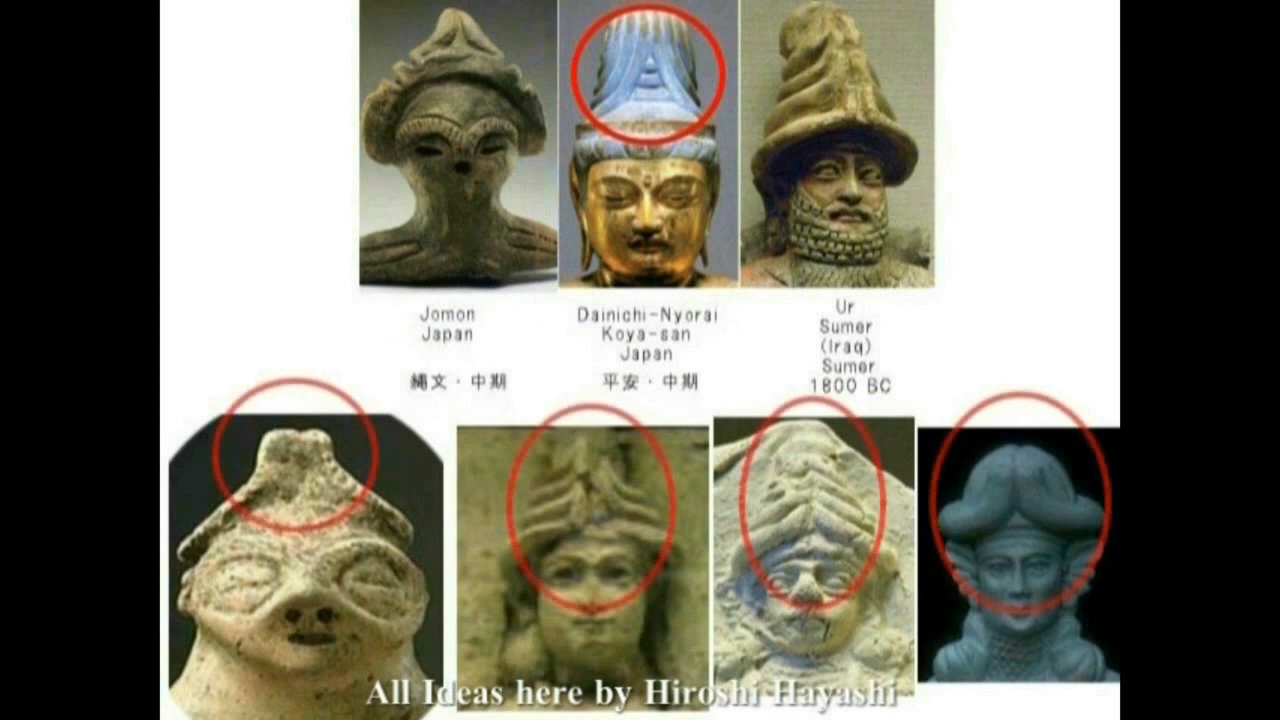 Jomon
Japan
縄文・中期
Dainichi-Nyorai
Koya-san
Japan
平安・中期
Ur
Sumer
(Iraq)
Sumer
1800 BC
All Ideas here by Hiroshi Hayashi